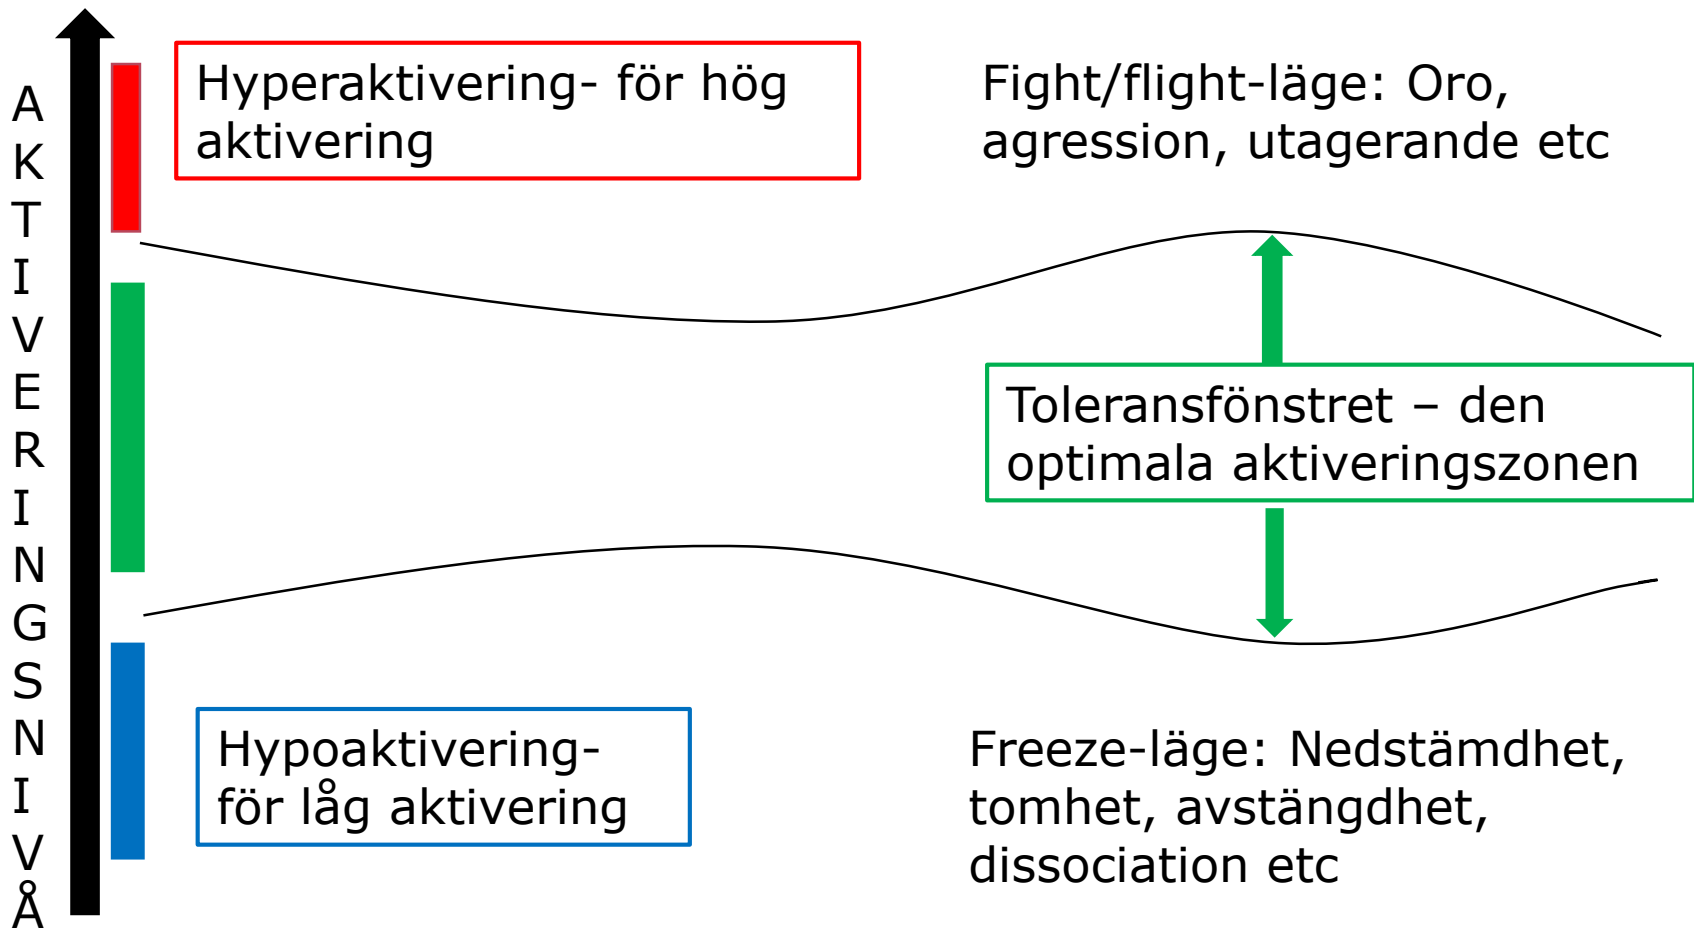 AKTIVERINGSNIVÅ
Hyperaktivering- för hög
aktivering
Fight/flight-läge: Oro,
agression, utagerande etc
Toleransfönstret – den
optimala aktiveringszonen
Hypoaktivering-
för låg aktivering
Freeze-läge: Nedstämdhet,
tomhet, avstängdhet,
dissociation etc